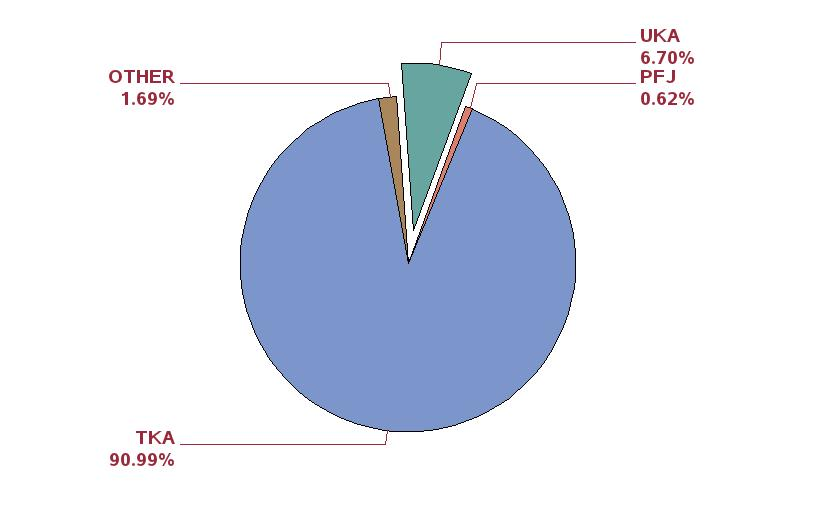 UKA
6.70%
PFJ
0.62%
OTHER
1.69%
TKA
90.99%